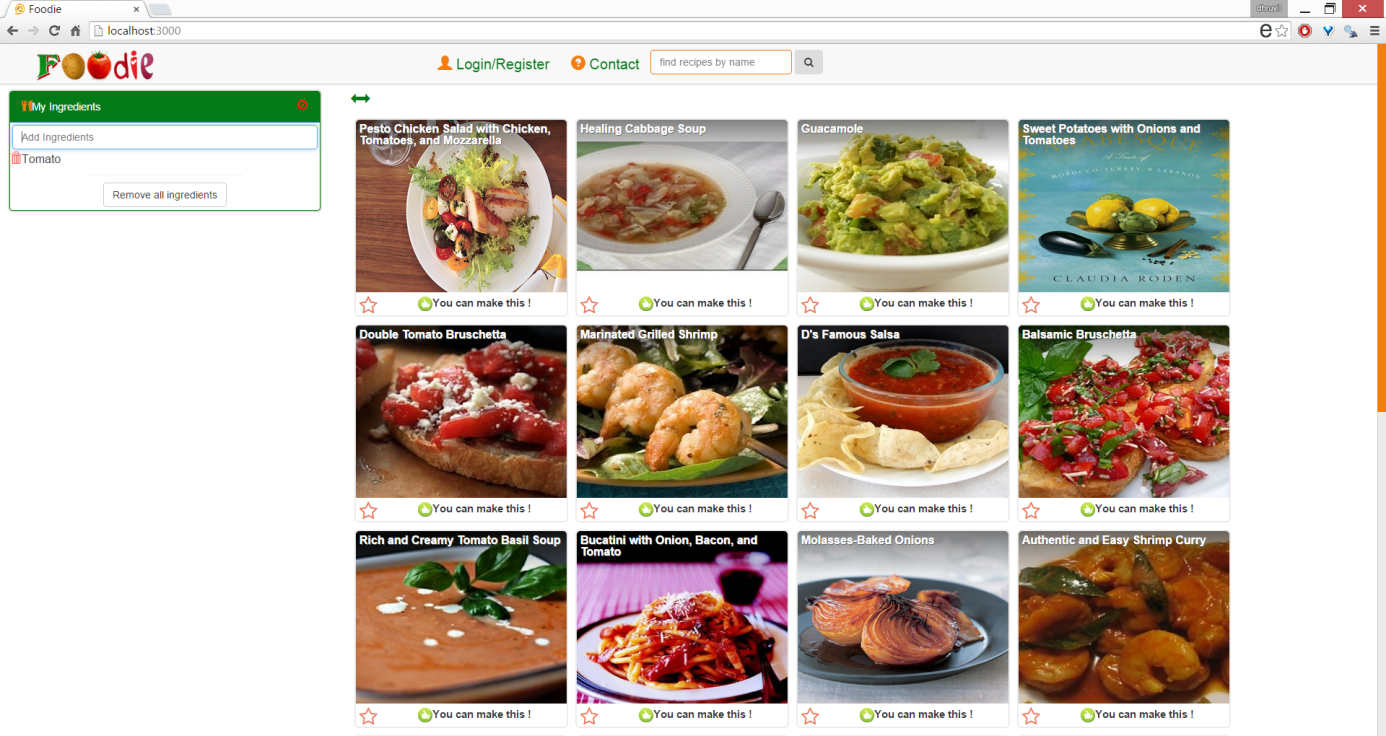 Foodie
dhruvil
localhost:3000
Foodie
Login/Register
Contact
find recipes by name
My Ingredients
Add Ingredients
Tomato
Remove all ingredients
Pesto Chicken Salad with Chicken,
Tomatoes, and Mozzarella
Healing Cabbage Soup
Guacamole
Sweet Potatoes with Onions and
Tomatoes
A Taste of
MOROCCO, TURKEY, & LEBANON
CLAUDIA RODEN
You can make this !
You can make this !
You can make this !
You can make this !
Double Tomato Bruschetta
Marinated Grilled Shrimp
D's Famous Salsa
Balsamic Bruschetta
You can make this !
You can make this !
You can make this !
You can make this !
Rich and Creamy Tomato Basil Soup
Bucatini with Onion, Bacon, and
Tomato
Molasses-Baked Onions
Authentic and Easy Shrimp Curry
You can make this !
You can make this !
You can make this !
You can make this !